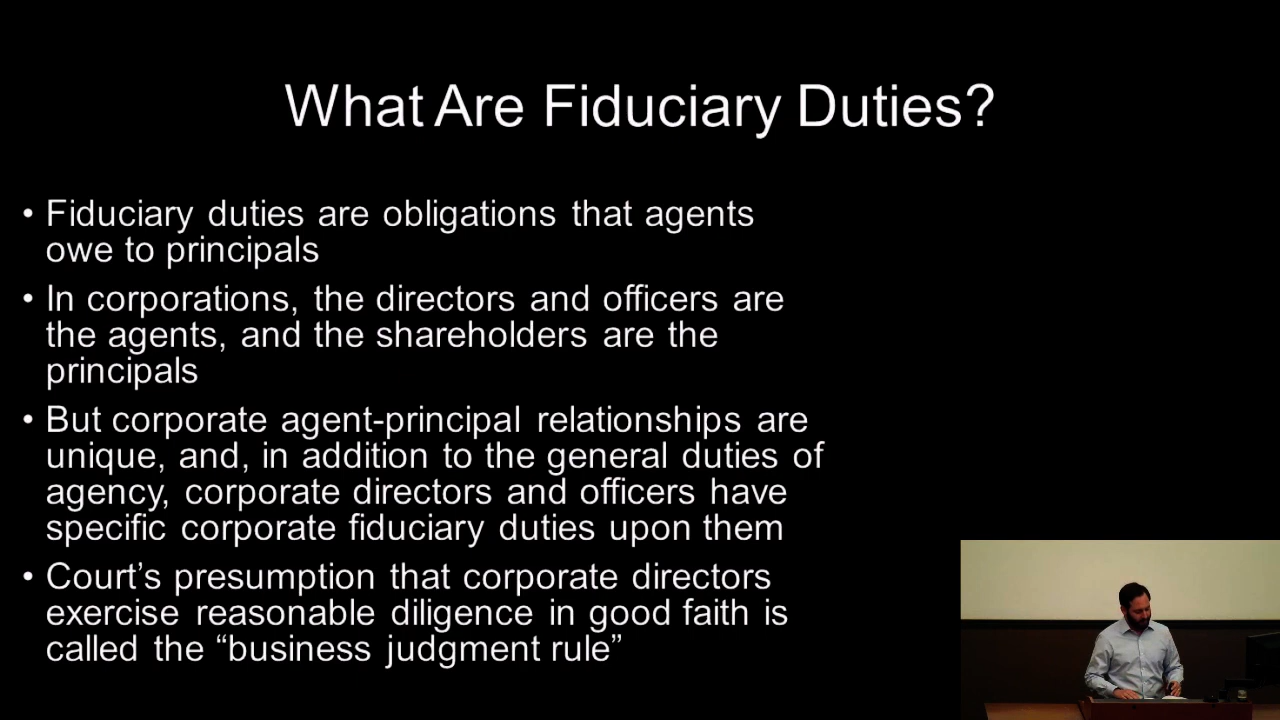 What Are Fiduciary Duties?
• Fiduciary duties are obligations that agents
owe to principals
• In corporations, the directors and officers are
the agents, and the shareholders are the
principals
• But corporate agent-principal relationships are
unique, and, in addition to the general duties of
agency, corporate directors and officers have
specific corporate fiduciary duties upon them
• Court’s presumption that corporate directors
exercise reasonable diligence in good faith is
called the “business judgment rule”